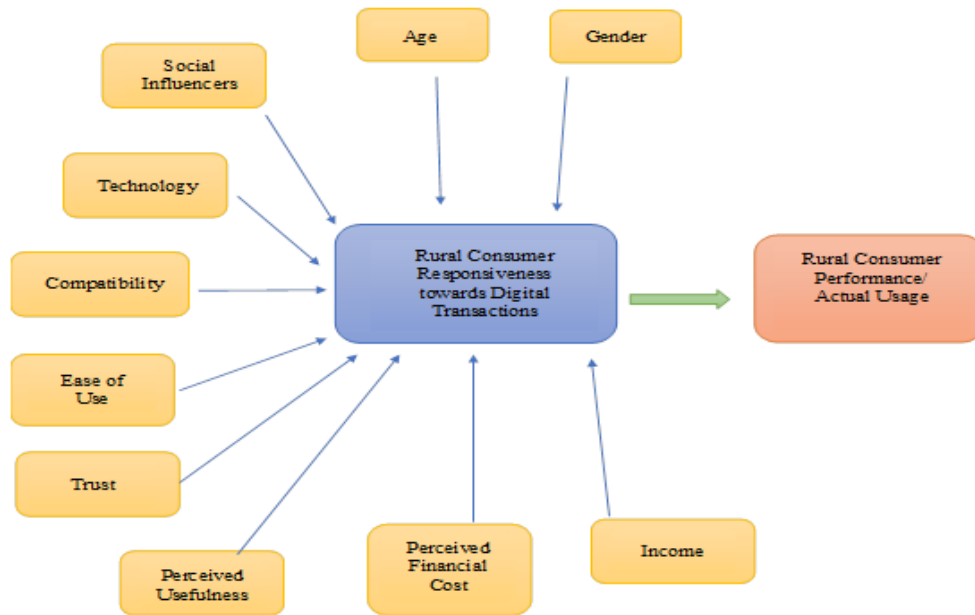 Age
Gender
Social
Influencers
Technology
Compatibility
Ease of
Use
Trust
Perceived
Usefulness
Perceived
Financial
Cost
Income
Rural Consumer
Responsiveness
towards Digital
Transactions
Rural Consumer
Performance/
Actual Usage